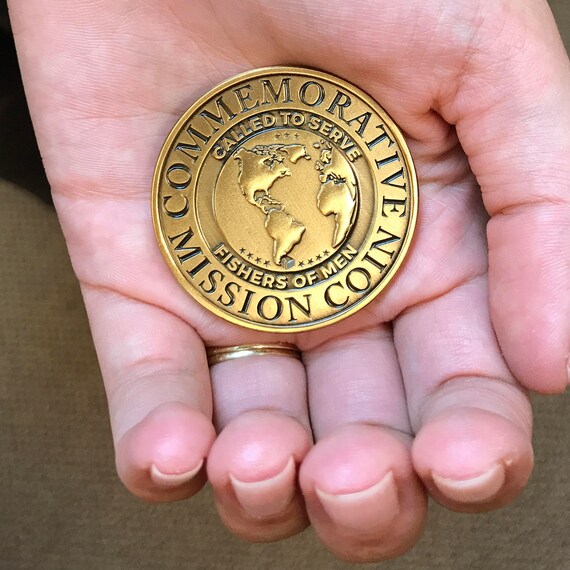 COMMEMORATIVE
CALLED TO SERVE
FISHERS OF MEN
MISSION COIN